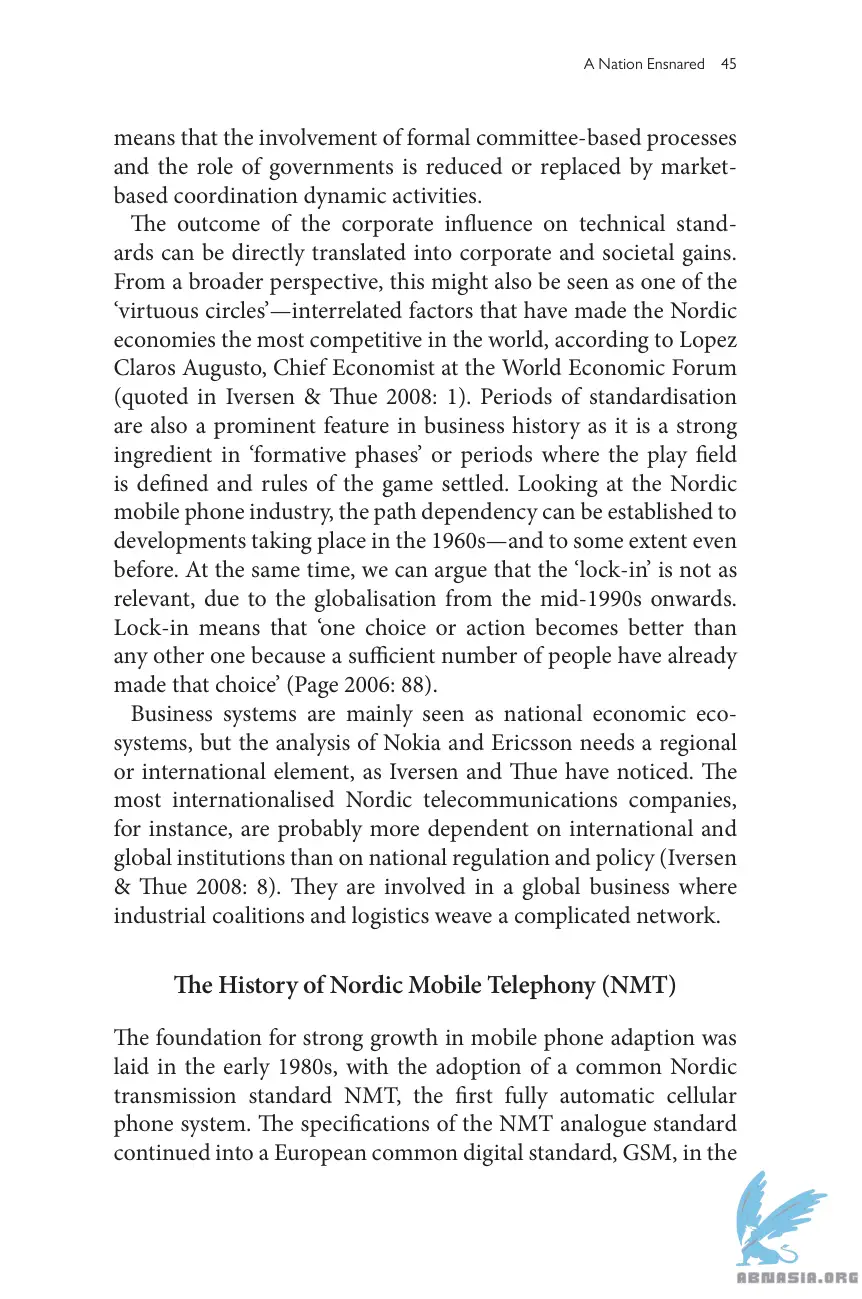 A Nation Ensnared 45
means that the involvement of formal committee-based processes
and the role of governments is reduced or replaced by market-
based coordination dynamic activities.
The outcome of the corporate influence on technical stand-
ards can be directly translated into corporate and societal gains.
From a broader perspective, this might also be seen as one of the
‘virtuous circles’—interrelated factors that have made the Nordic
economies the most competitive in the world, according to Lopez
Claros Augusto, Chief Economist at the World Economic Forum
(quoted in Iversen & Thue 2008: 1). Periods of standardisation
are also a prominent feature in business history as it is a strong
ingredient in ‘formative phases’ or periods where the play field
is defined and rules of the game settled. Looking at the Nordic
mobile phone industry, the path dependency can be established to
developments taking place in the 1960s—and to some extent even
before. At the same time, we can argue that the ‘lock-in’ is not as
relevant, due to the globalisation from the mid-1990s onwards.
Lock-in means that ‘one choice or action becomes better than
any other one because a sufficient number of people have already
made that choice’ (Page 2006: 88).
Business systems are mainly seen as national economic eco-
systems, but the analysis of Nokia and Ericsson needs a regional
or international element, as Iversen and Thue have noticed. The
most internationalised Nordic telecommunications companies,
for instance, are probably more dependent on international and
global institutions than on national regulation and policy (Iversen
& Thue 2008: 8). They are involved in a global business where
industrial coalitions and logistics weave a complicated network.
The History of Nordic Mobile Telephony (NMT)
The foundation for strong growth in mobile phone adaption was
laid in the early 1980s, with the adoption of a common Nordic
transmission standard NMT, the first fully automatic cellular
phone system. The specifications of the NMT analogue standard
continued into a European common digital standard, GSM, in the
ABNASIA.ORG